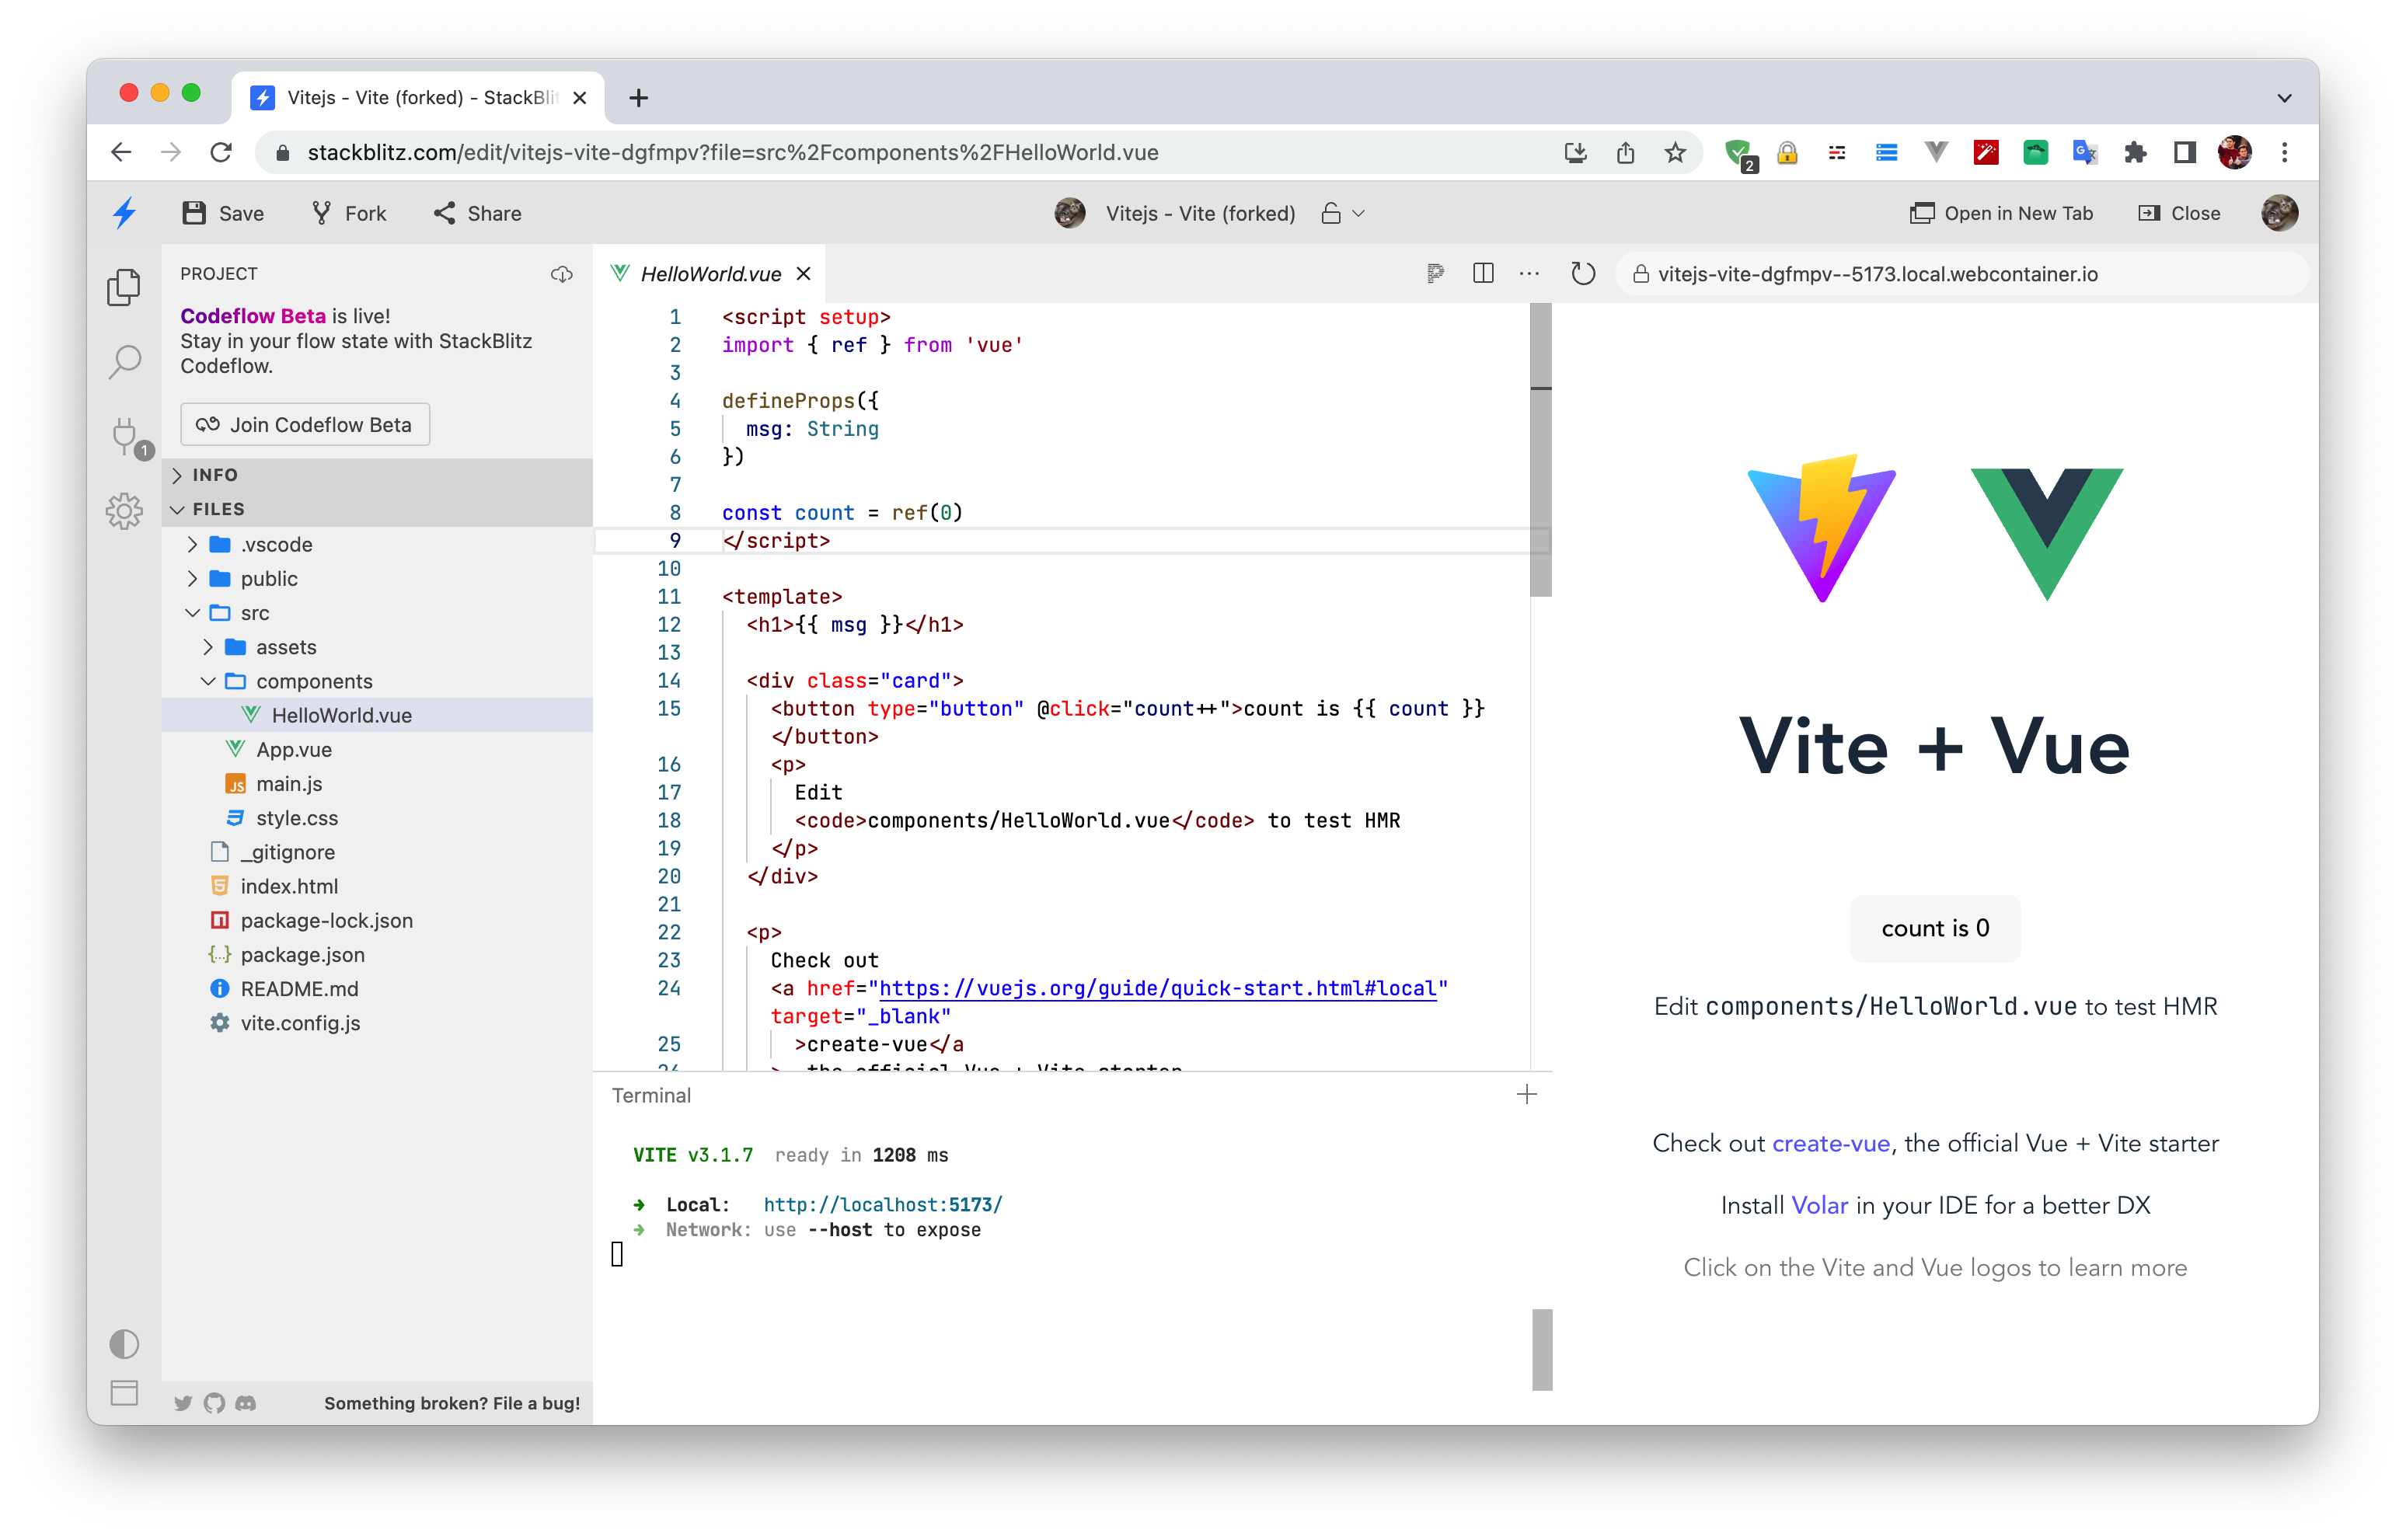 Vitejs - Vite (forked) - StackBlit
stackblitz.com/edit/vitejs-vite-dgfmpv?file=src%2Fcomponents%2FHelloWorld.vue
2
Save
Fork
Share
Vitejs - Vite (forked)
Open in New Tab
Close
PROJECT
Codeflow Beta is live!
Stay in your flow state with StackBlitz
Codeflow.
Join Codeflow Beta
1
INFO
FILES
.vscode
public
src
assets
components
HelloWorld.vue
App.vue
JS main.js
style.css
_gitignore
index.html
package-lock.json
package.json
README.md
vite.config.js
Something broken? File a bug!
HelloWorld.vue
1 <script setup>
2 import { ref } from 'vue'
3
4 defineProps({
5 msg: String
6 })
7
8 const count = ref(0)
9 </script>
10
11 <template>
12 <h1>{{ msg }}</h1>
13
14 <div class="card">
15 <button type="button" @click="count++">count is {{ count }}
</button>
16 <p>
17 Edit
18 <code>components/HelloWorld.vue</code> to test HMR
19 </p>
20 </div>
21
22 <p>
23 Check out
24 <a href="https://vuejs.org/guide/quick-start.html#local"
target="_blank"
25 >create-vue</a
26 >, the official Vue + Vite starter
Terminal
VITE v3.1.7 ready in 1208 ms
➜ Local: http://localhost:5173/
➜ Network: use --host to expose
vitejs-vite-dgfmpv--5173.local.webcontainer.io
Vite + Vue
count is 0
Edit components/HelloWorld.vue to test HMR
Check out create-vue, the official Vue + Vite starter
Install Volar in your IDE for a better DX
Click on the Vite and Vue logos to learn more